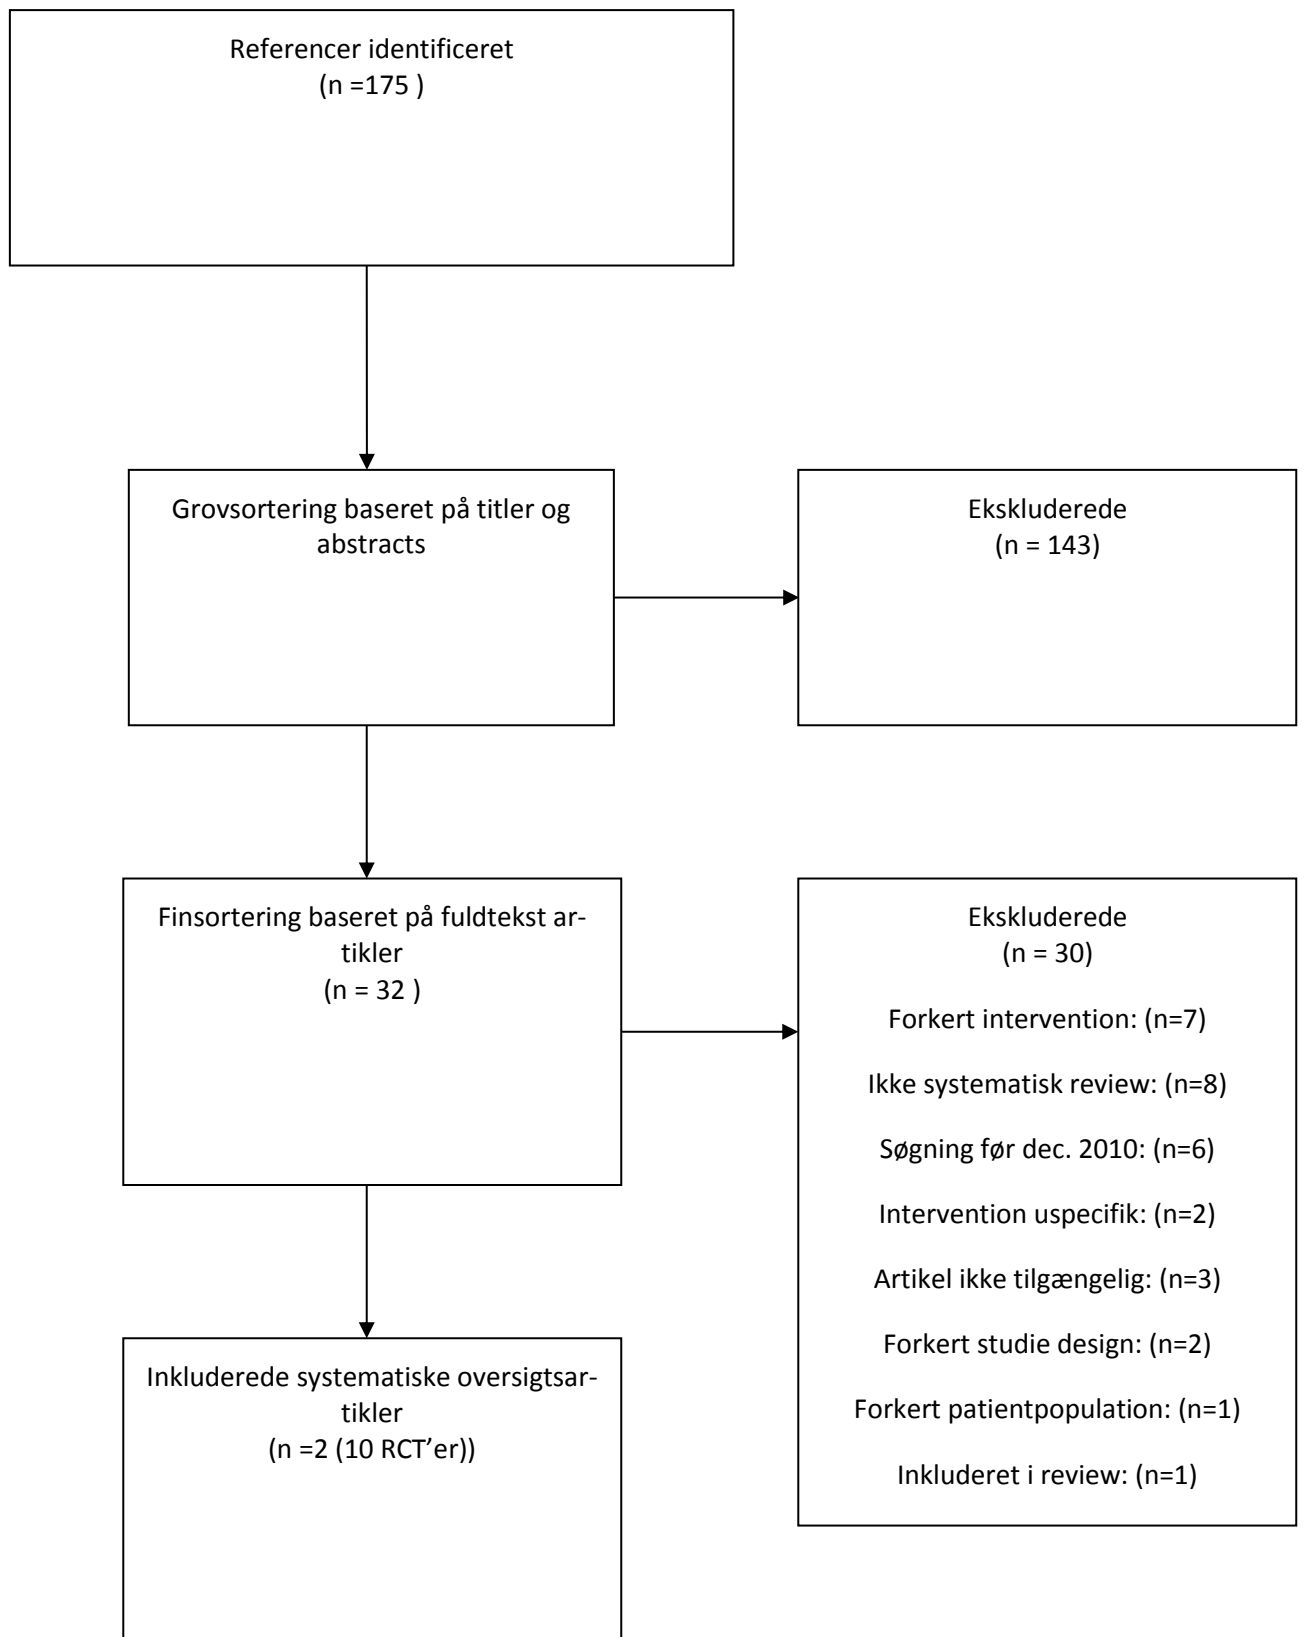 Referencer identificeret
(n =175 )
Grovsortering baseret på titler og
abstracts
Ekskluderede
(n = 143)
Finsortering baseret på fuldtekst ar-
tikler
(n = 32 )
Ekskluderede
(n = 30)
Forkert intervention: (n=7)
Ikke systematisk review: (n=8)
Søgning før dec. 2010: (n=6)
Intervention uspecifik: (n=2)
Artikel ikke tilgængelig: (n=3)
Forkert studie design: (n=2)
Forkert patientpopulation: (n=1)
Inkluderet i review: (n=1)
Inkluderede systematiske oversigtsar-
tikler
(n =2 (10 RCT’er))